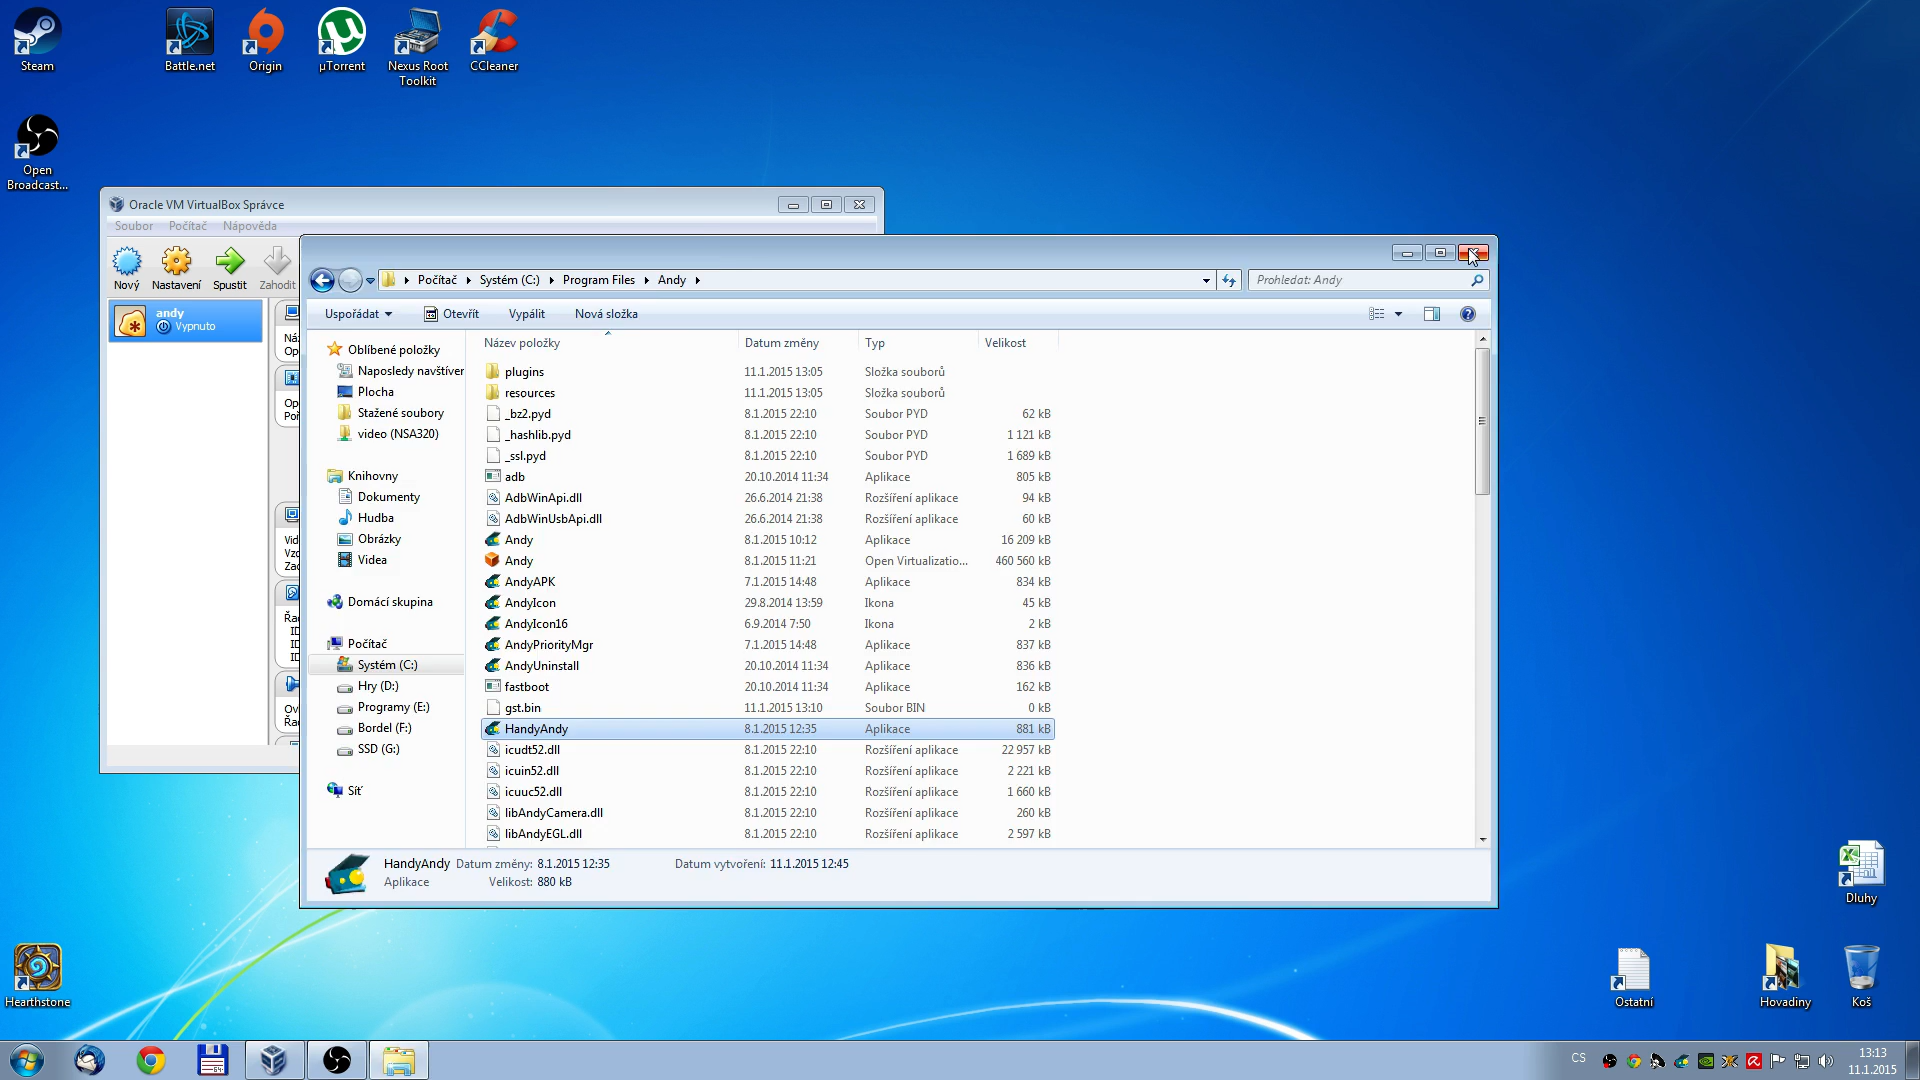 Steam
Battle.net
Origin
µTorrent
Nexus Root
Toolkit
CCleaner
Open
Broadcast...
Oracle VM VirtualBox Správce
Soubor Počítač Nápověda
Nový Nastavení Spustit Zahodit
andy
Vypnuto
Počítač Systém (C:) Program Files Andy
Prohledat: Andy
Uspořádat Otevřít Vypálit Nová složka
Oblíbené položky
Naposledy navštíver
Plocha
Stažené soubory
video (NSA320)
Knihovny
Dokumenty
Hudba
Obrázky
Videa
Domácí skupina
Počítač
Systém (C:)
Hry (D:)
Programy (E:)
Bordel (F:)
SSD (G:)
Síť
Název položky Datum změny Typ Velikost
plugins 11.1.2015 13:05 Složka souborů
resources 11.1.2015 13:05 Složka souborů
_bz2.pyd 8.1.2015 22:10 Soubor PYD 62 kB
_hashlib.pyd 8.1.2015 22:10 Soubor PYD 1 121 kB
_ssl.pyd 8.1.2015 22:10 Soubor PYD 1 689 kB
adb 20.10.2014 11:34 Aplikace 805 kB
AdbWinApi.dll 26.6.2014 21:38 Rozšíření aplikace 94 kB
AdbWinUsbApi.dll 26.6.2014 21:38 Rozšíření aplikace 60 kB
Andy 8.1.2015 10:12 Aplikace 16 209 kB
Andy 8.1.2015 11:21 Open Virtualizatio... 460 560 kB
AndyAPK 7.1.2015 14:48 Aplikace 834 kB
AndyIcon 29.8.2014 13:59 Ikona 45 kB
AndyIcon16 6.9.2014 7:50 Ikona 2 kB
AndyPriorityMgr 7.1.2015 14:48 Aplikace 837 kB
AndyUninstall 20.10.2014 11:34 Aplikace 836 kB
fastboot 20.10.2014 11:34 Aplikace 162 kB
gst.bin 11.1.2015 13:10 Soubor BIN 0 kB
HandyAndy 8.1.2015 12:35 Aplikace 881 kB
icudt52.dll 8.1.2015 22:10 Rozšíření aplikace 22 957 kB
icuin52.dll 8.1.2015 22:10 Rozšíření aplikace 2 221 kB
icuuc52.dll 8.1.2015 22:10 Rozšíření aplikace 1 660 kB
libAndyCamera.dll 8.1.2015 22:10 Rozšíření aplikace 260 kB
libAndyEGL.dll 8.1.2015 22:10 Rozšíření aplikace 2 597 kB
HandyAndy Datum změny: 8.1.2015 12:35 Datum vytvoření: 11.1.2015 12:45
Aplikace Velikost: 880 kB
Náz
Ope
Ope
Poř
Vid
Vzd
Zac
Řad
ID
ID
ID
Ovl
Řad
Dluhy
Ostatní
Hovadiny
Koš
Hearthstone
CS
13:13
11.1.2015